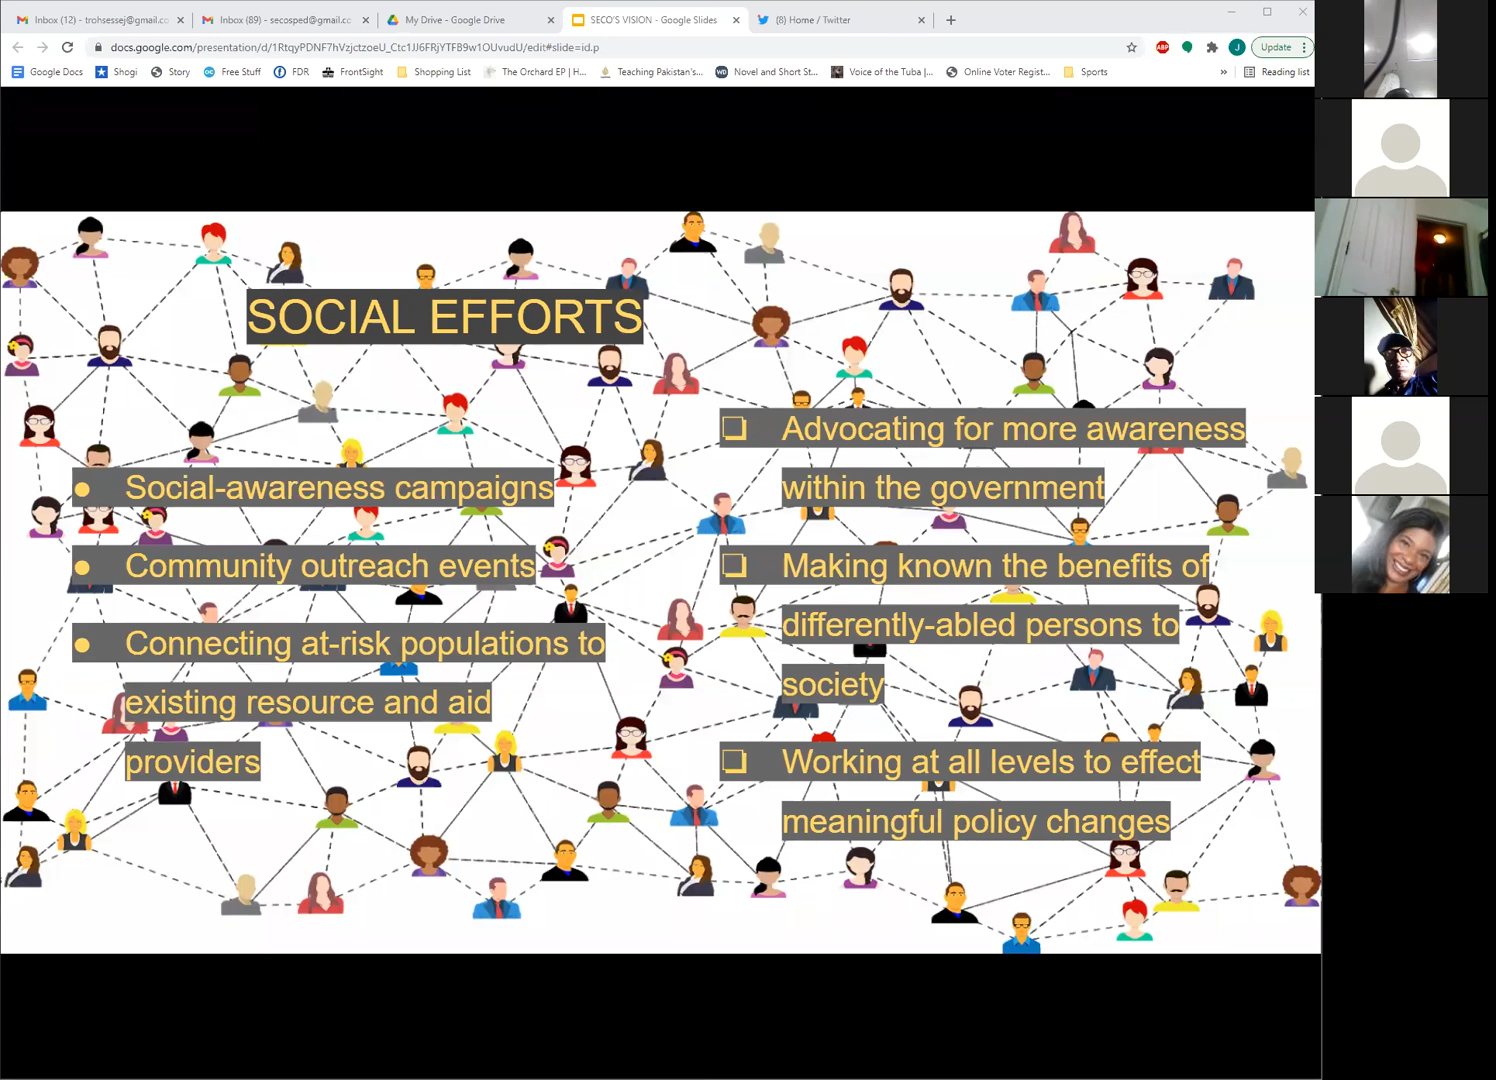 Inbox (12) - trohsessej@gmail.co
Inbox (89) - secosped@gmail.co
My Drive - Google Drive
SECO'S VISION - Google Slides
(8) Home / Twitter
docs.google.com/presentation/d/1RtqyPDNF7hVzjctzoeU_Ctc1JJ6FRjYTFB9w1OUvudU/edit#slide=id.p
ABP
J
Update
Google Docs
Shogi
Story
Free Stuff
FDR
FrontSight
Shopping List
The Orchard EP | H...
Teaching Pakistan's...
Novel and Short St...
Voice of the Tuba |...
Online Voter Regist...
Sports
»
Reading list
SOCIAL EFFORTS
● Social-awareness campaigns
● Community outreach events
● Connecting at-risk populations to
existing resource and aid
providers
❏ Advocating for more awareness
within the government
❏ Making known the benefits of
differently-abled persons to
society
❏ Working at all levels to effect
meaningful policy changes